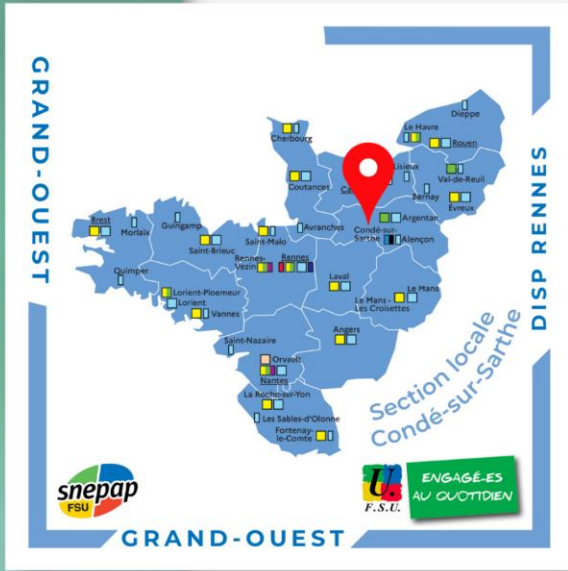 GRAND-OUEST
Dieppe
Le Havre
Rouen
Cherbourg
Lisieux
Ca
Coutances
Val-de-Reuil
Bernay
Évreux
Argentan
Avranches
Condé-sur-
Sarthe
Alençon
Brest
Morlaix
Guingamp
Saint-Malo
Saint-Brieuc
Rennes-
Vezin
Rennes
Quimper
Laval
Le Mans
Le Mans -
Les Croisettes
Lorient-Ploemeur
Lorient
Vannes
Angers
Saint-Nazaire
Orvault
Nantes
La Roche-sur-Yon
Les Sables-d'Olonne
Fontenay-
le-Comte
DISP RENNES
Section locale
Condé-sur-Sarthe
snepap
FSU
U.
F.S.U.
ENGAGÉ-ES
AU QUOTIDIEN
GRAND-OUEST